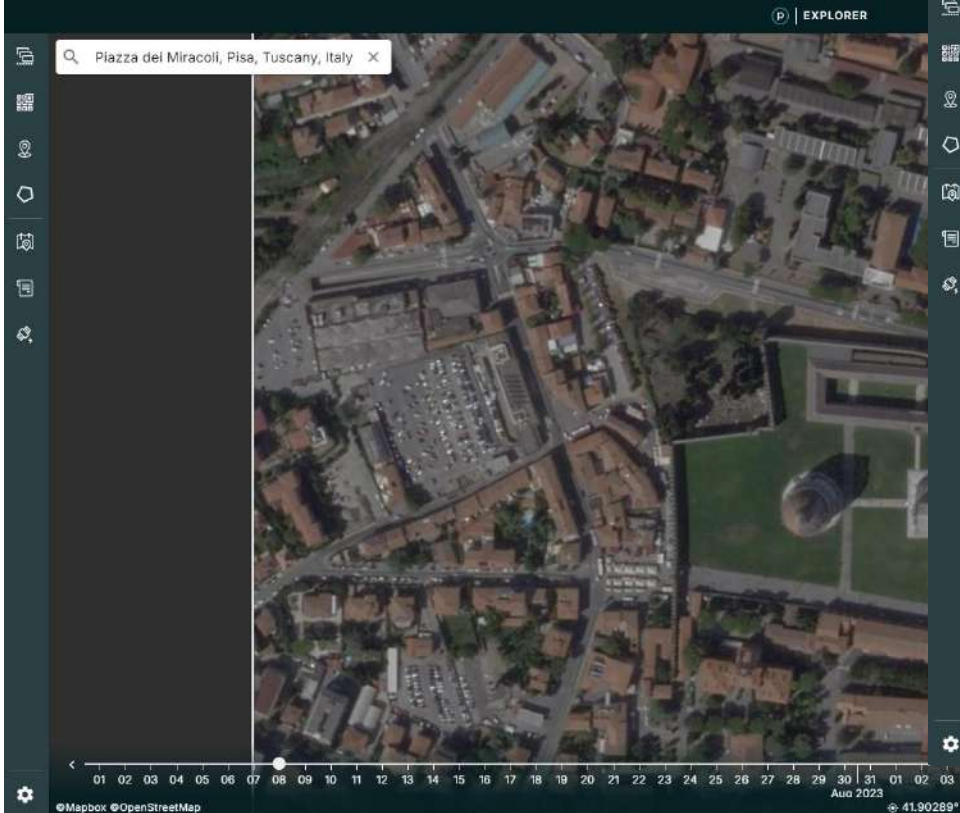 EXPLORER
Piazza dei Miracoli, Pisa, Tuscany, Italy
01 02 03 04 05 06 07 08 09 10 11 12 13 14 15 16 17 18 19 20 21 22 23 24 25 26 27 28 29 30 31 01 02 03
Aug 2023
©Mapbox ©OpenStreetMap
41.90289°